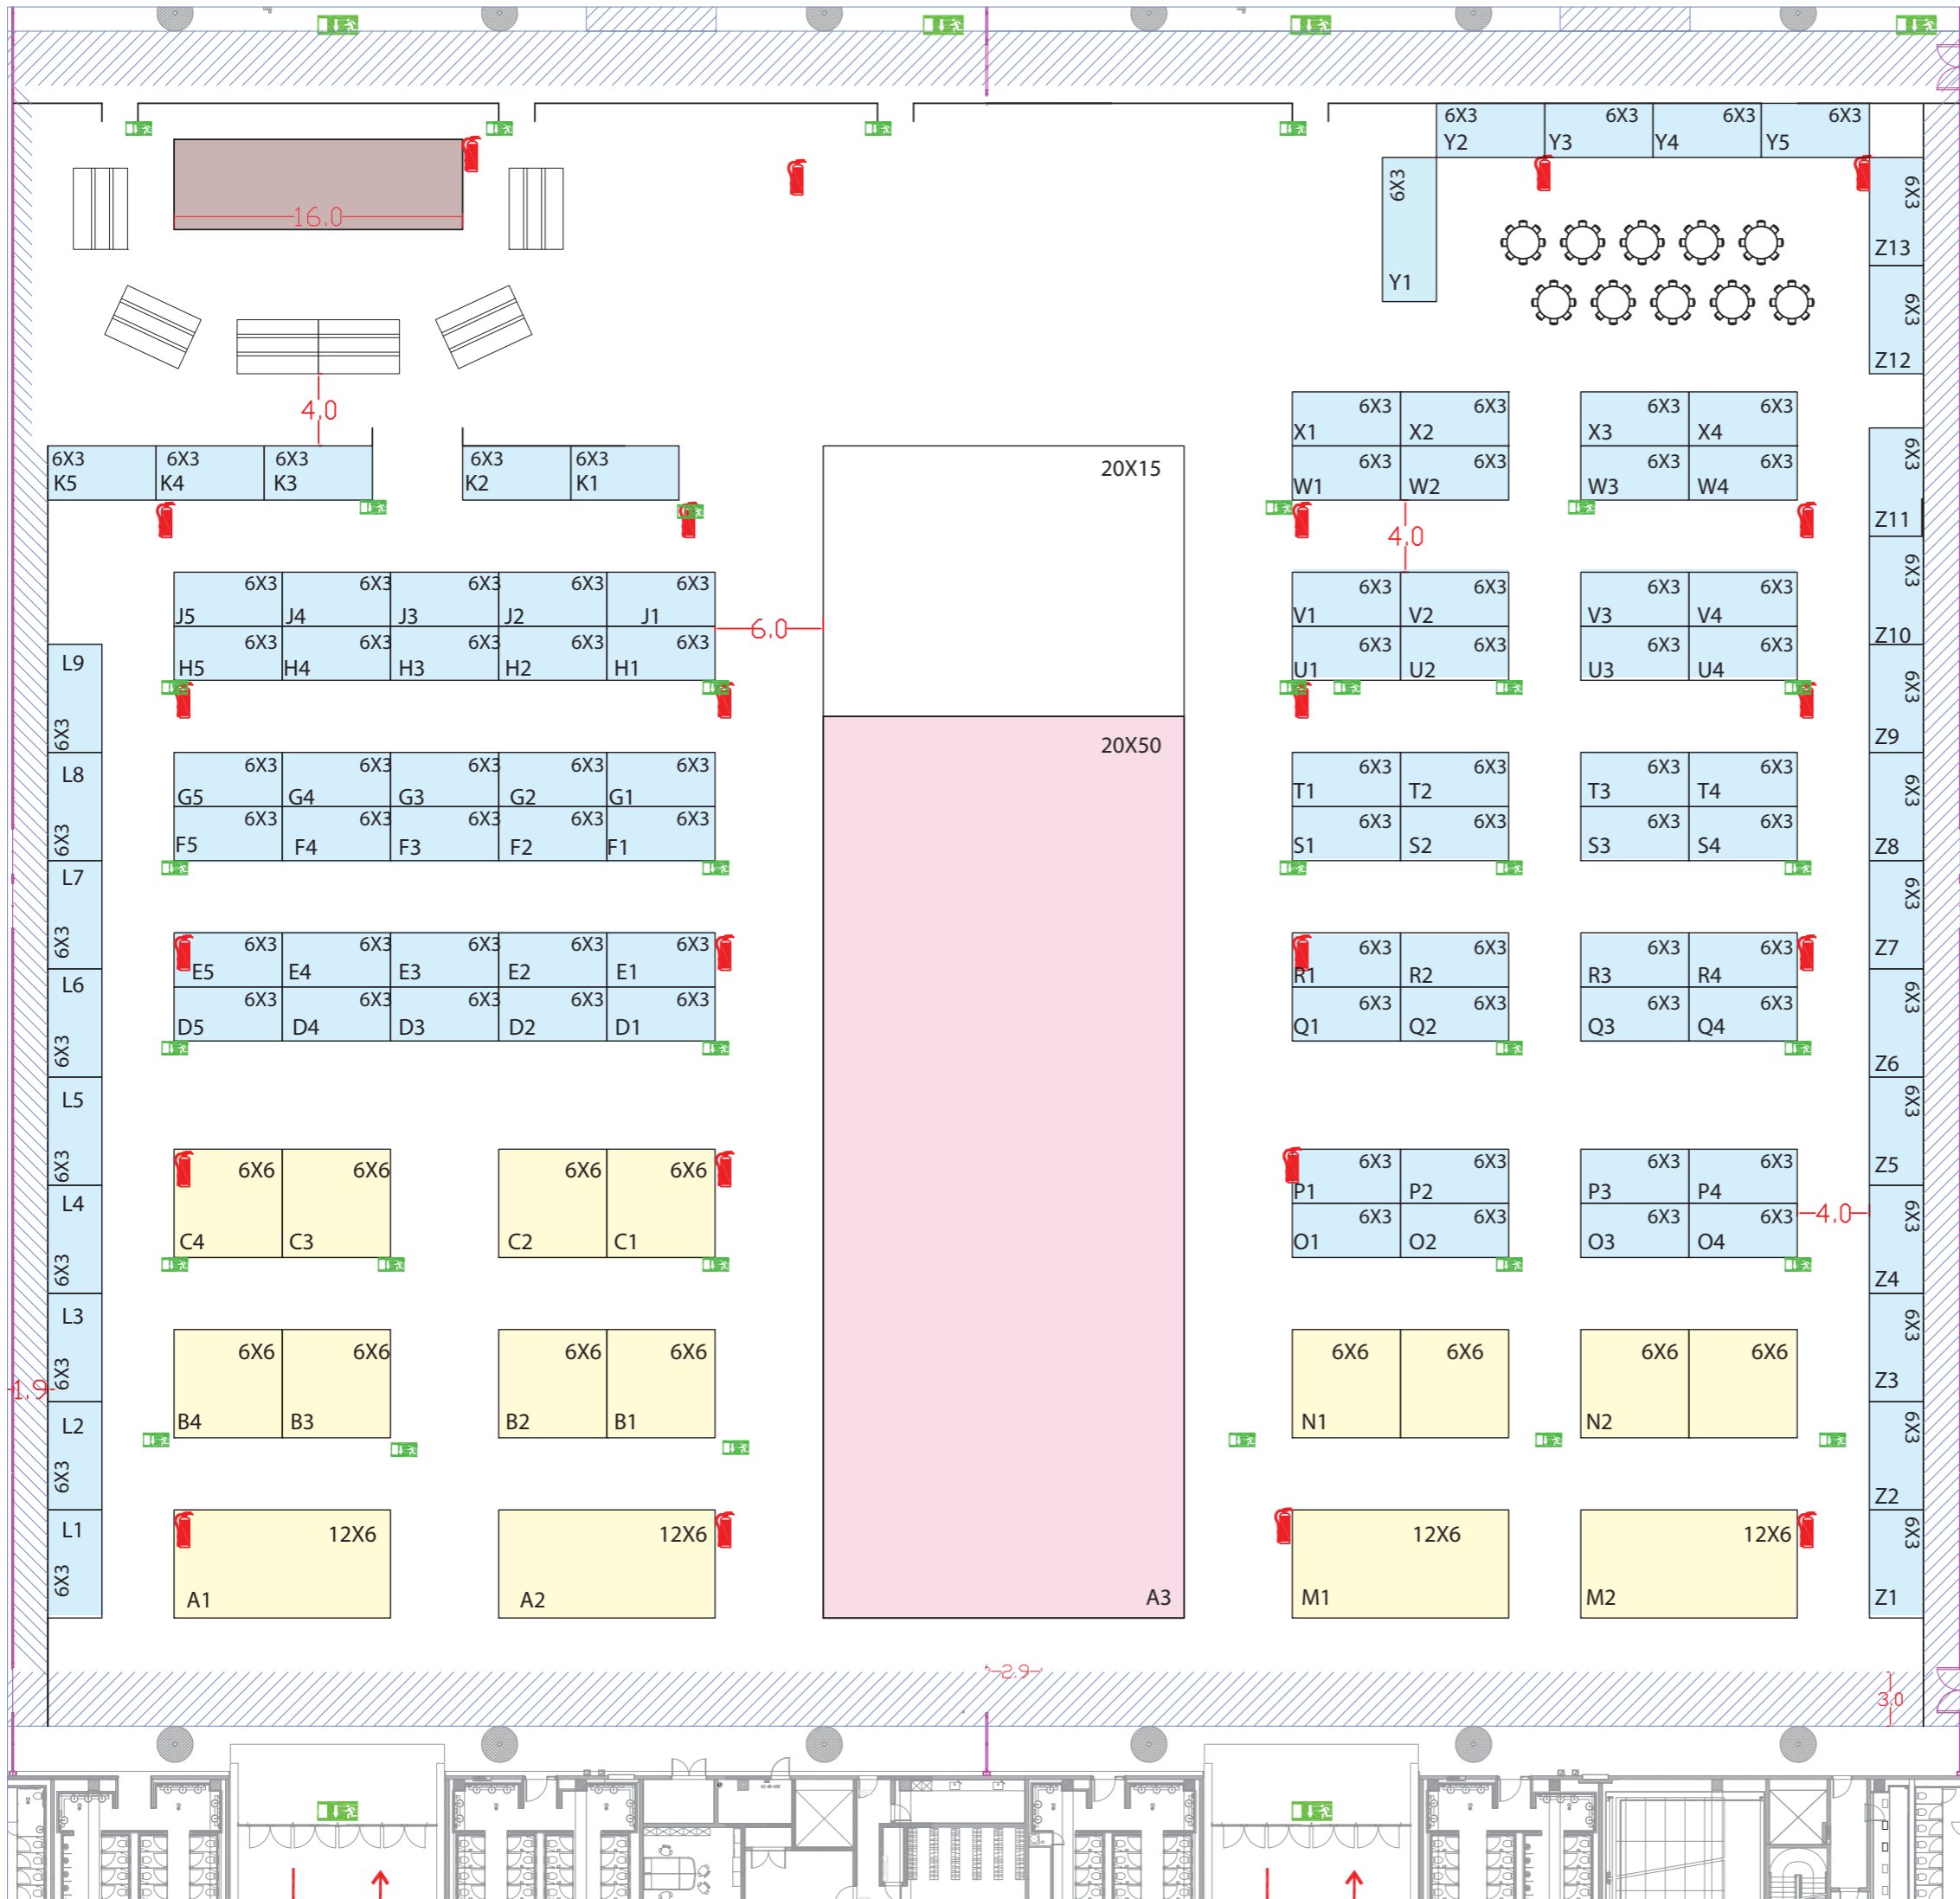 6X3 6X3 6X3 6X3
Y2 Y3 Y4 Y5
6X3
Y1
6X3
Z13
6X3
Z12
16.0
4.0
6X3 6X3 6X3 6X3 6X3
K5 K4 K3 K2 K1
20X15
6X3 6X3 6X3 6X3
X1 X2 X3 X4
6X3 6X3 6X3 6X3
W1 W2 W3 W4
6X3
Z11
4.0
6X3 6X3 6X3 6X3 6X3
J5 J4 J3 J2 J1
6X3 6X3 6X3 6X3 6X3
H5 H4 H3 H2 H1
6.0
6X3 6X3 6X3 6X3
V1 V2 V3 V4
6X3 6X3 6X3 6X3
U1 U2 U3 U4
6X3
Z10
L9
6X3
6X3
Z9
20X50
L8
6X3
6X3 6X3 6X3 6X3 6X3
G5 G4 G3 G2 G1
6X3 6X3 6X3 6X3 6X3
F5 F4 F3 F2 F1
6X3 6X3 6X3 6X3
T1 T2 T3 T4
6X3 6X3 6X3 6X3
S1 S2 S3 S4
6X3
Z8
L7
6X3
6X3
Z7
6X3 6X3 6X3 6X3 6X3
E5 E4 E3 E2 E1
6X3 6X3 6X3 6X3 6X3
D5 D4 D3 D2 D1
6X3 6X3 6X3 6X3
R1 R2 R3 R4
6X3 6X3 6X3 6X3
Q1 Q2 Q3 Q4
L6
6X3
6X3
Z6
L5
6X3
6X3
Z5
6X6 6X6 6X6 6X6
C4 C3 C2 C1
6X3 6X3 6X3 6X3
P1 P2 P3 P4
6X3 6X3 6X3 6X3
O1 O2 O3 O4
4.0
L4
6X3
6X3
Z4
L3
6X3
6X3
Z3
6X6 6X6 6X6 6X6
B4 B3 B2 B1
6X6 6X6 6X6 6X6
N1 N2
1.9
L2
6X3
6X3
Z2
L1
6X3
12X6 12X6
A1 A2
A3
12X6 12X6
M1 M2
6X3
Z1
2.9
3.0